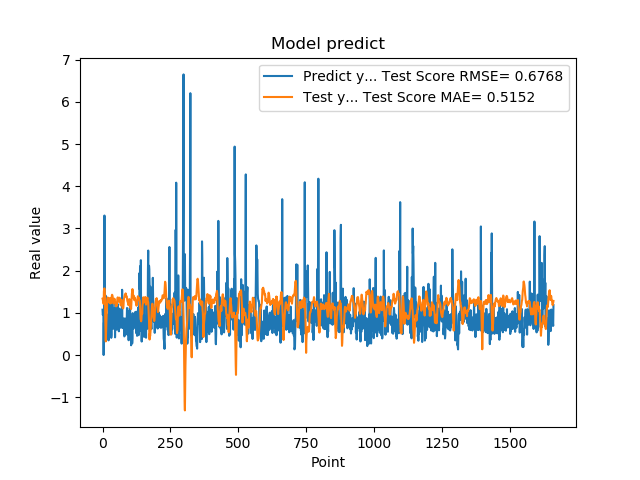 Model predict
Predict y... Test Score RMSE= 0.6768
Test y... Test Score MAE= 0.5152
7
6
5
4
3
2
1
0
−1
Real value
0 250 500 750 1000 1250 1500
Point